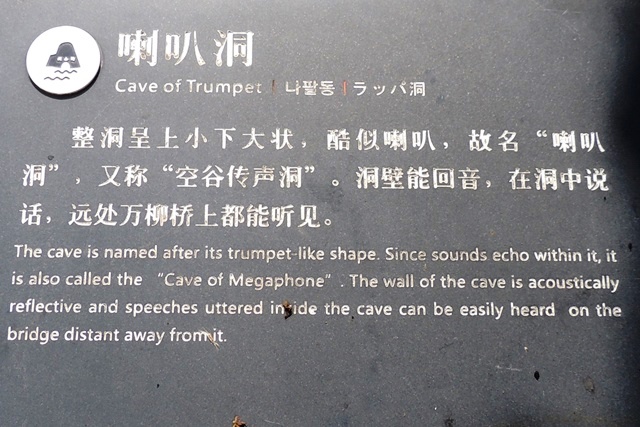 喇叭洞
Cave of Trumpet | 나팔동 | ラッパ洞
整洞呈上小下大状，酷似喇叭，故名“喇叭
洞”，又称“空谷传声洞”。洞壁能回音，在洞中说
话，远处万柳桥上都能听见。
The cave is named after its trumpet-like shape. Since sounds echo within it, it
is also called the “Cave of Megaphone”. The wall of the cave is acoustically
reflective and speeches uttered inside the cave can be easily heard on the
bridge distant away from it.